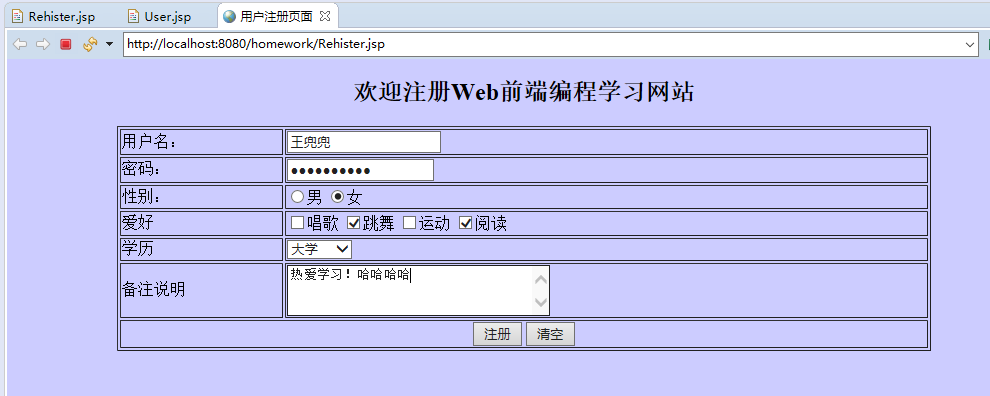 Rehister.jsp User.jsp 用户注册页面
http://localhost:8080/homework/Rehister.jsp
欢迎注册Web前端编程学习网站
用户名： 王兜兜
密码： ••••••••••
性别： 男 女
爱好 唱歌 跳舞 运动 阅读
学历 大学
备注说明 热爱学习！哈哈哈哈
注册 清空